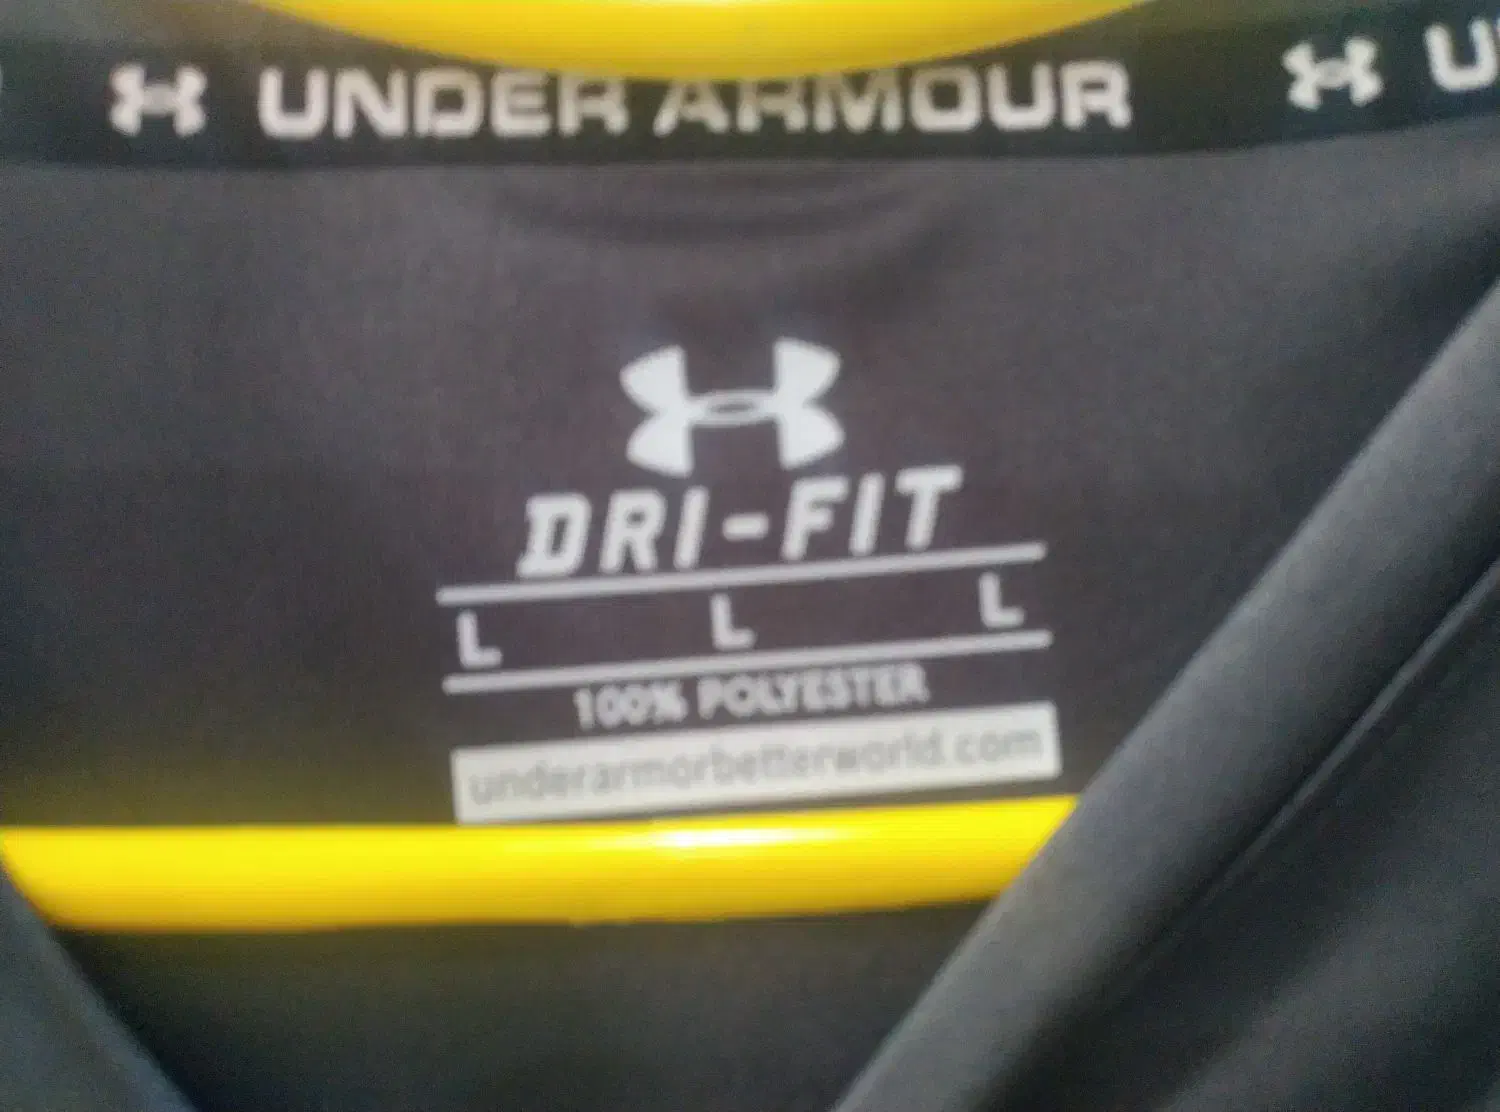 UNDER ARMOUR U
DRI-FIT
L L L
100% POLYESTER
underarmorbetterworld.com